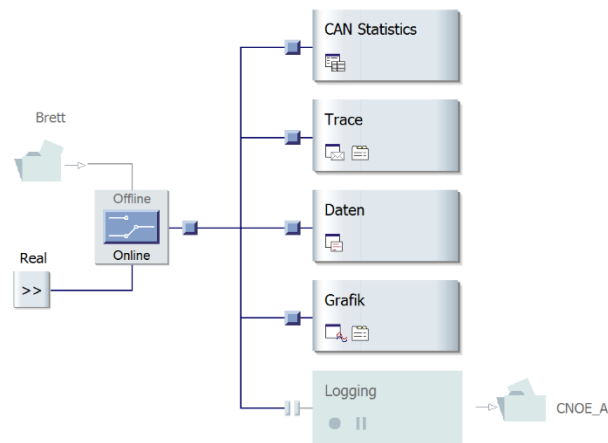 CAN Statistics
Brett
Trace
Offline
Daten
Online
Real
>>
Grafik
Logging
CNOE_A